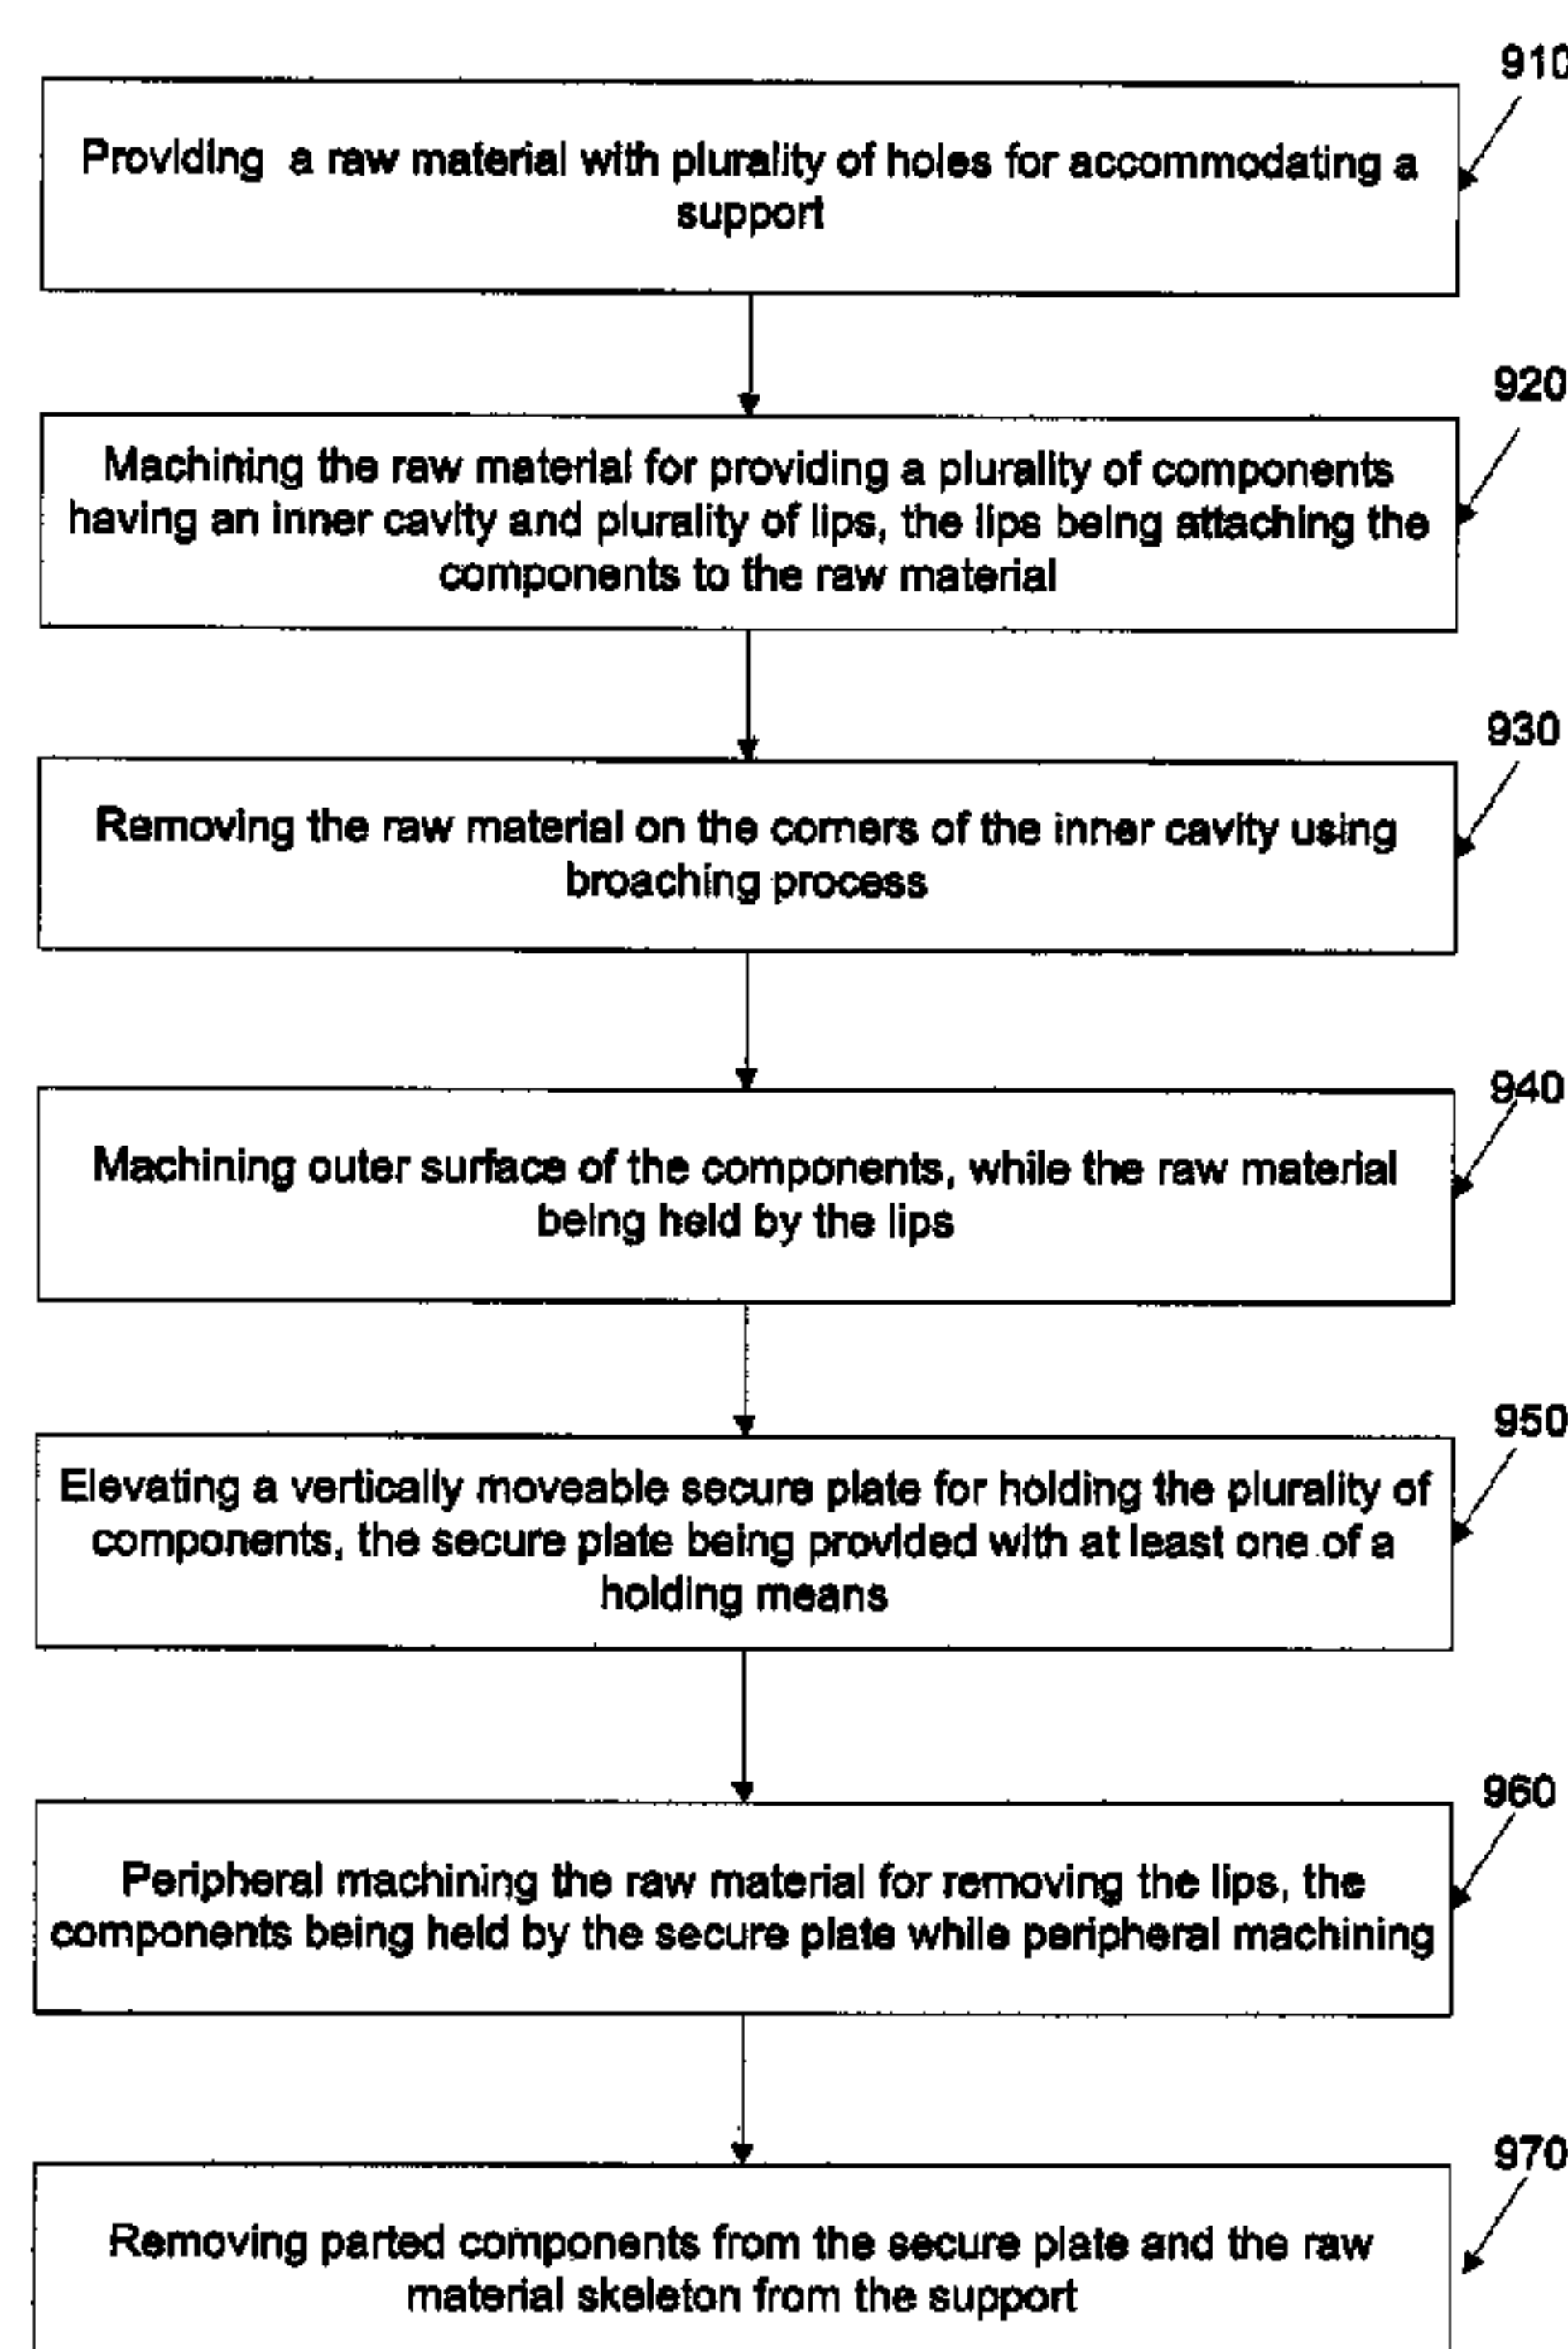 910
Providing a raw material with plurality of holes for accommodating a
support
920
Machining the raw material for providing a plurality of components
having an inner cavity and plurality of lips, the lips being attaching the
components to the raw material
930
Removing the raw material on the corners of the inner cavity using
broaching process
940
Machining outer surface of the components, while the raw material
being held by the lips
950
Elevating a vertically moveable secure plate for holding the plurality of
components, the secure plate being provided with at least one of a
holding means
960
Peripheral machining the raw material for removing the lips, the
components being held by the secure plate while peripheral machining
970
Removing parted components from the secure plate and the raw
material skeleton from the support